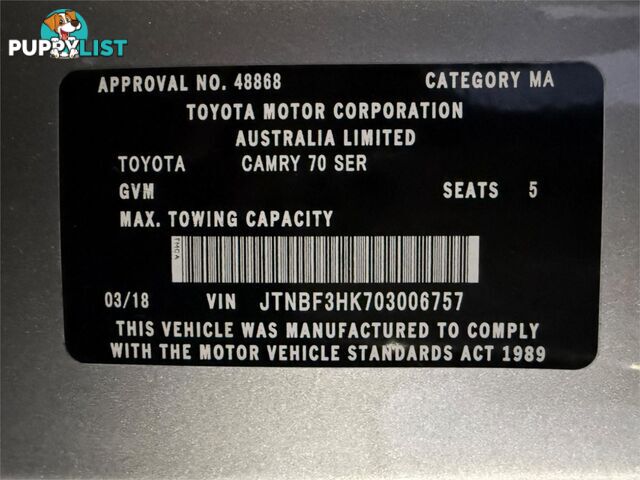 PUPPYLIST
APPROVAL NO. 48868 CATEGORY MA
TOYOTA MOTOR CORPORATION
AUSTRALIA LIMITED
TOYOTA CAMRY 70 SER
GVM SEATS 5
MAX. TOWING CAPACITY
TMCA
03/18 VIN JTNBF3HK703006757
THIS VEHICLE WAS MANUFACTURED TO COMPLY
WITH THE MOTOR VEHICLE STANDARDS ACT 1989